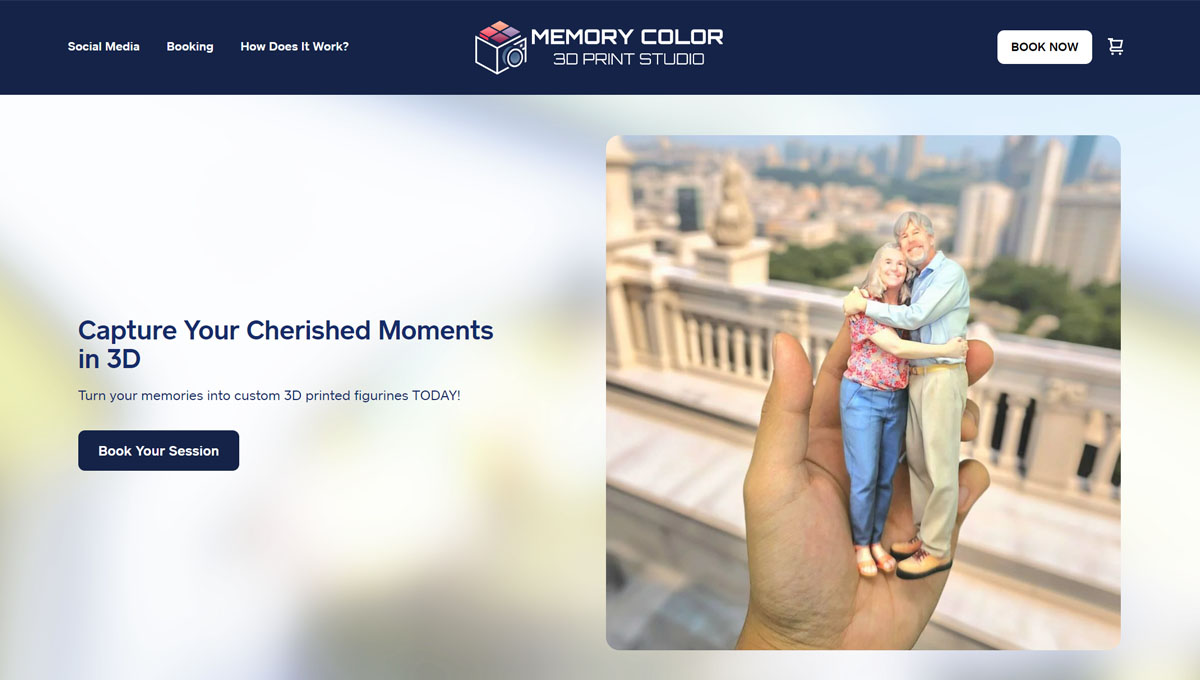 Social Media
Booking
How Does It Work?
MEMORY COLOR
3D PRINT STUDIO
BOOK NOW
Capture Your Cherished Moments
in 3D
Turn your memories into custom 3D printed figurines TODAY!
Book Your Session